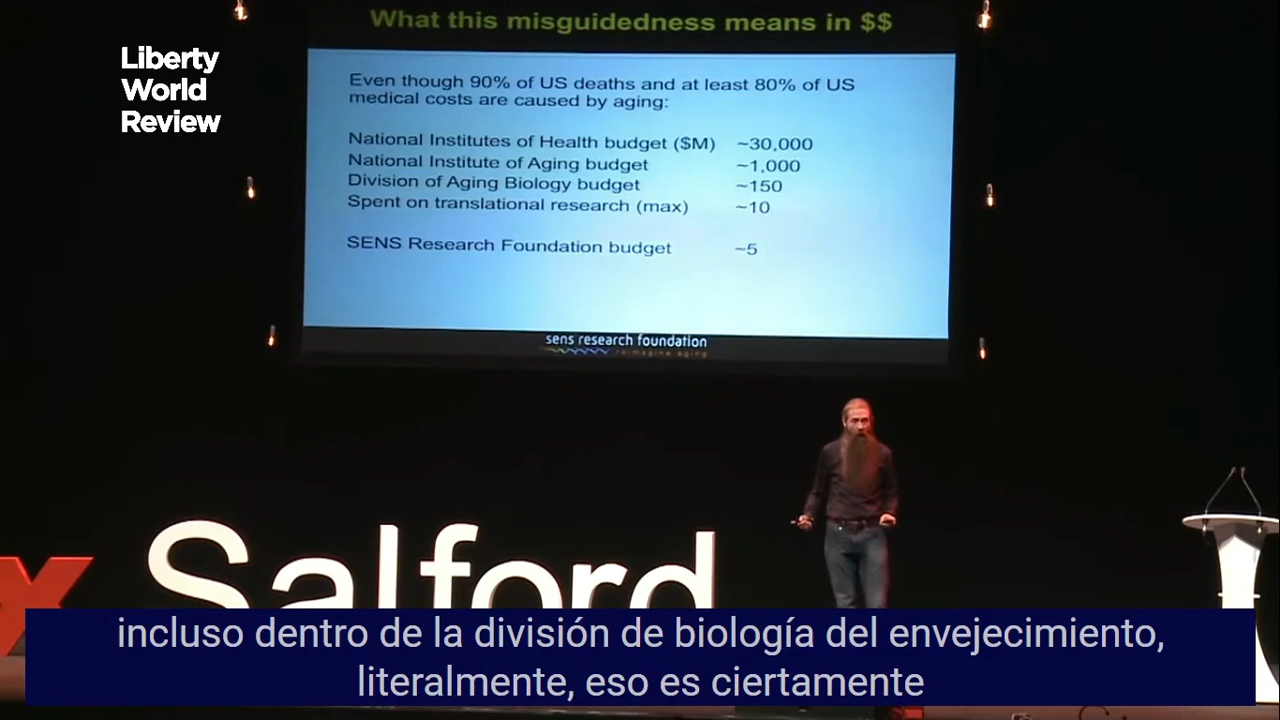 What this misguidedness means in $$
Liberty
World
Review
Even though 90% of US deaths and at least 80% of US
medical costs are caused by aging:
National Institutes of Health budget ($M) ~30,000
National Institute of Aging budget ~1,000
Division of Aging Biology budget ~150
Spent on translational research (max) ~10
SENS Research Foundation budget ~5
sens research foundation
reimagine aging
x Salford
incluso dentro de la división de biología del envejecimiento,
literalmente, eso es ciertamente